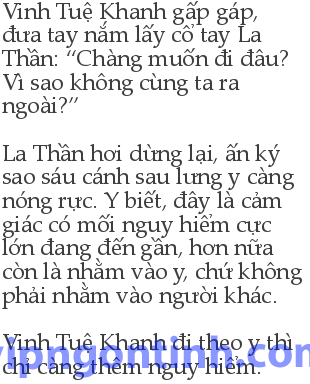 Vinh Tuệ Khanh gấp gáp,
đưa tay nắm lấy cổ tay La
Thần: “Chàng muốn đi đâu?
Vì sao không cùng ta ra
ngoài?”
La Thần hơi dừng lại, ấn ký
sao sáu cánh sau lưng y càng
nóng rực. Y biết, đây là cảm
giác có mối nguy hiểm cực
lớn đang đến gần, hơn nữa
còn là nhằm vào y, chứ không
phải nhằm vào người khác.
Vinh Tuệ Khanh đi theo y thì
chỉ càng thêm nguy hiểm.
vipngontinh.com